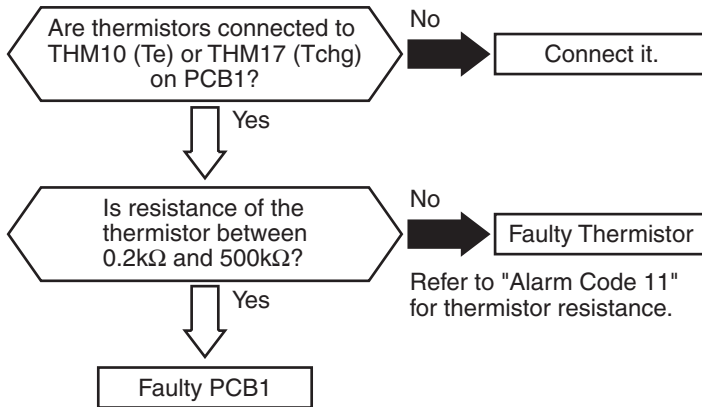 Are thermistors connected to
THM10 (Te) or THM17 (Tchg)
on PCB1?
No
Connect it.
Yes
Is resistance of the
thermistor between
0.2kΩ and 500kΩ?
No
Faulty Thermistor
Refer to "Alarm Code 11"
for thermistor resistance.
Yes
Faulty PCB1